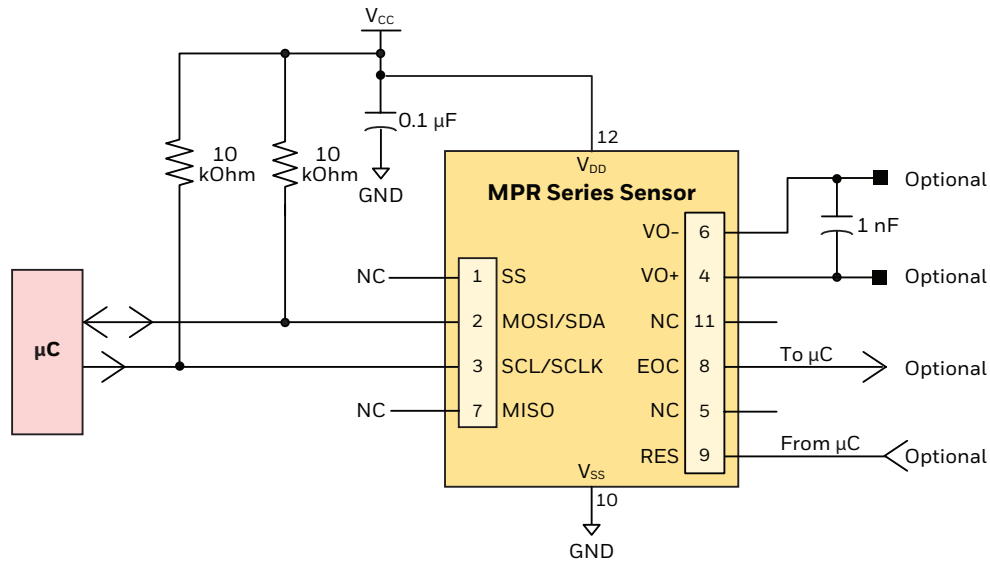 VCC
0.1 µF
12
10 kOhm
10 kOhm
GND
VDD
MPR Series Sensor
Optional
VO- 6
1 nF
NC 1 SS
VO+ 4
Optional
µC
2 MOSI/SDA
NC 11
3 SCL/SCLK
EOC 8
To µC
Optional
NC 7 MISO
NC 5
RES 9
From µC
Optional
VSS
10
GND